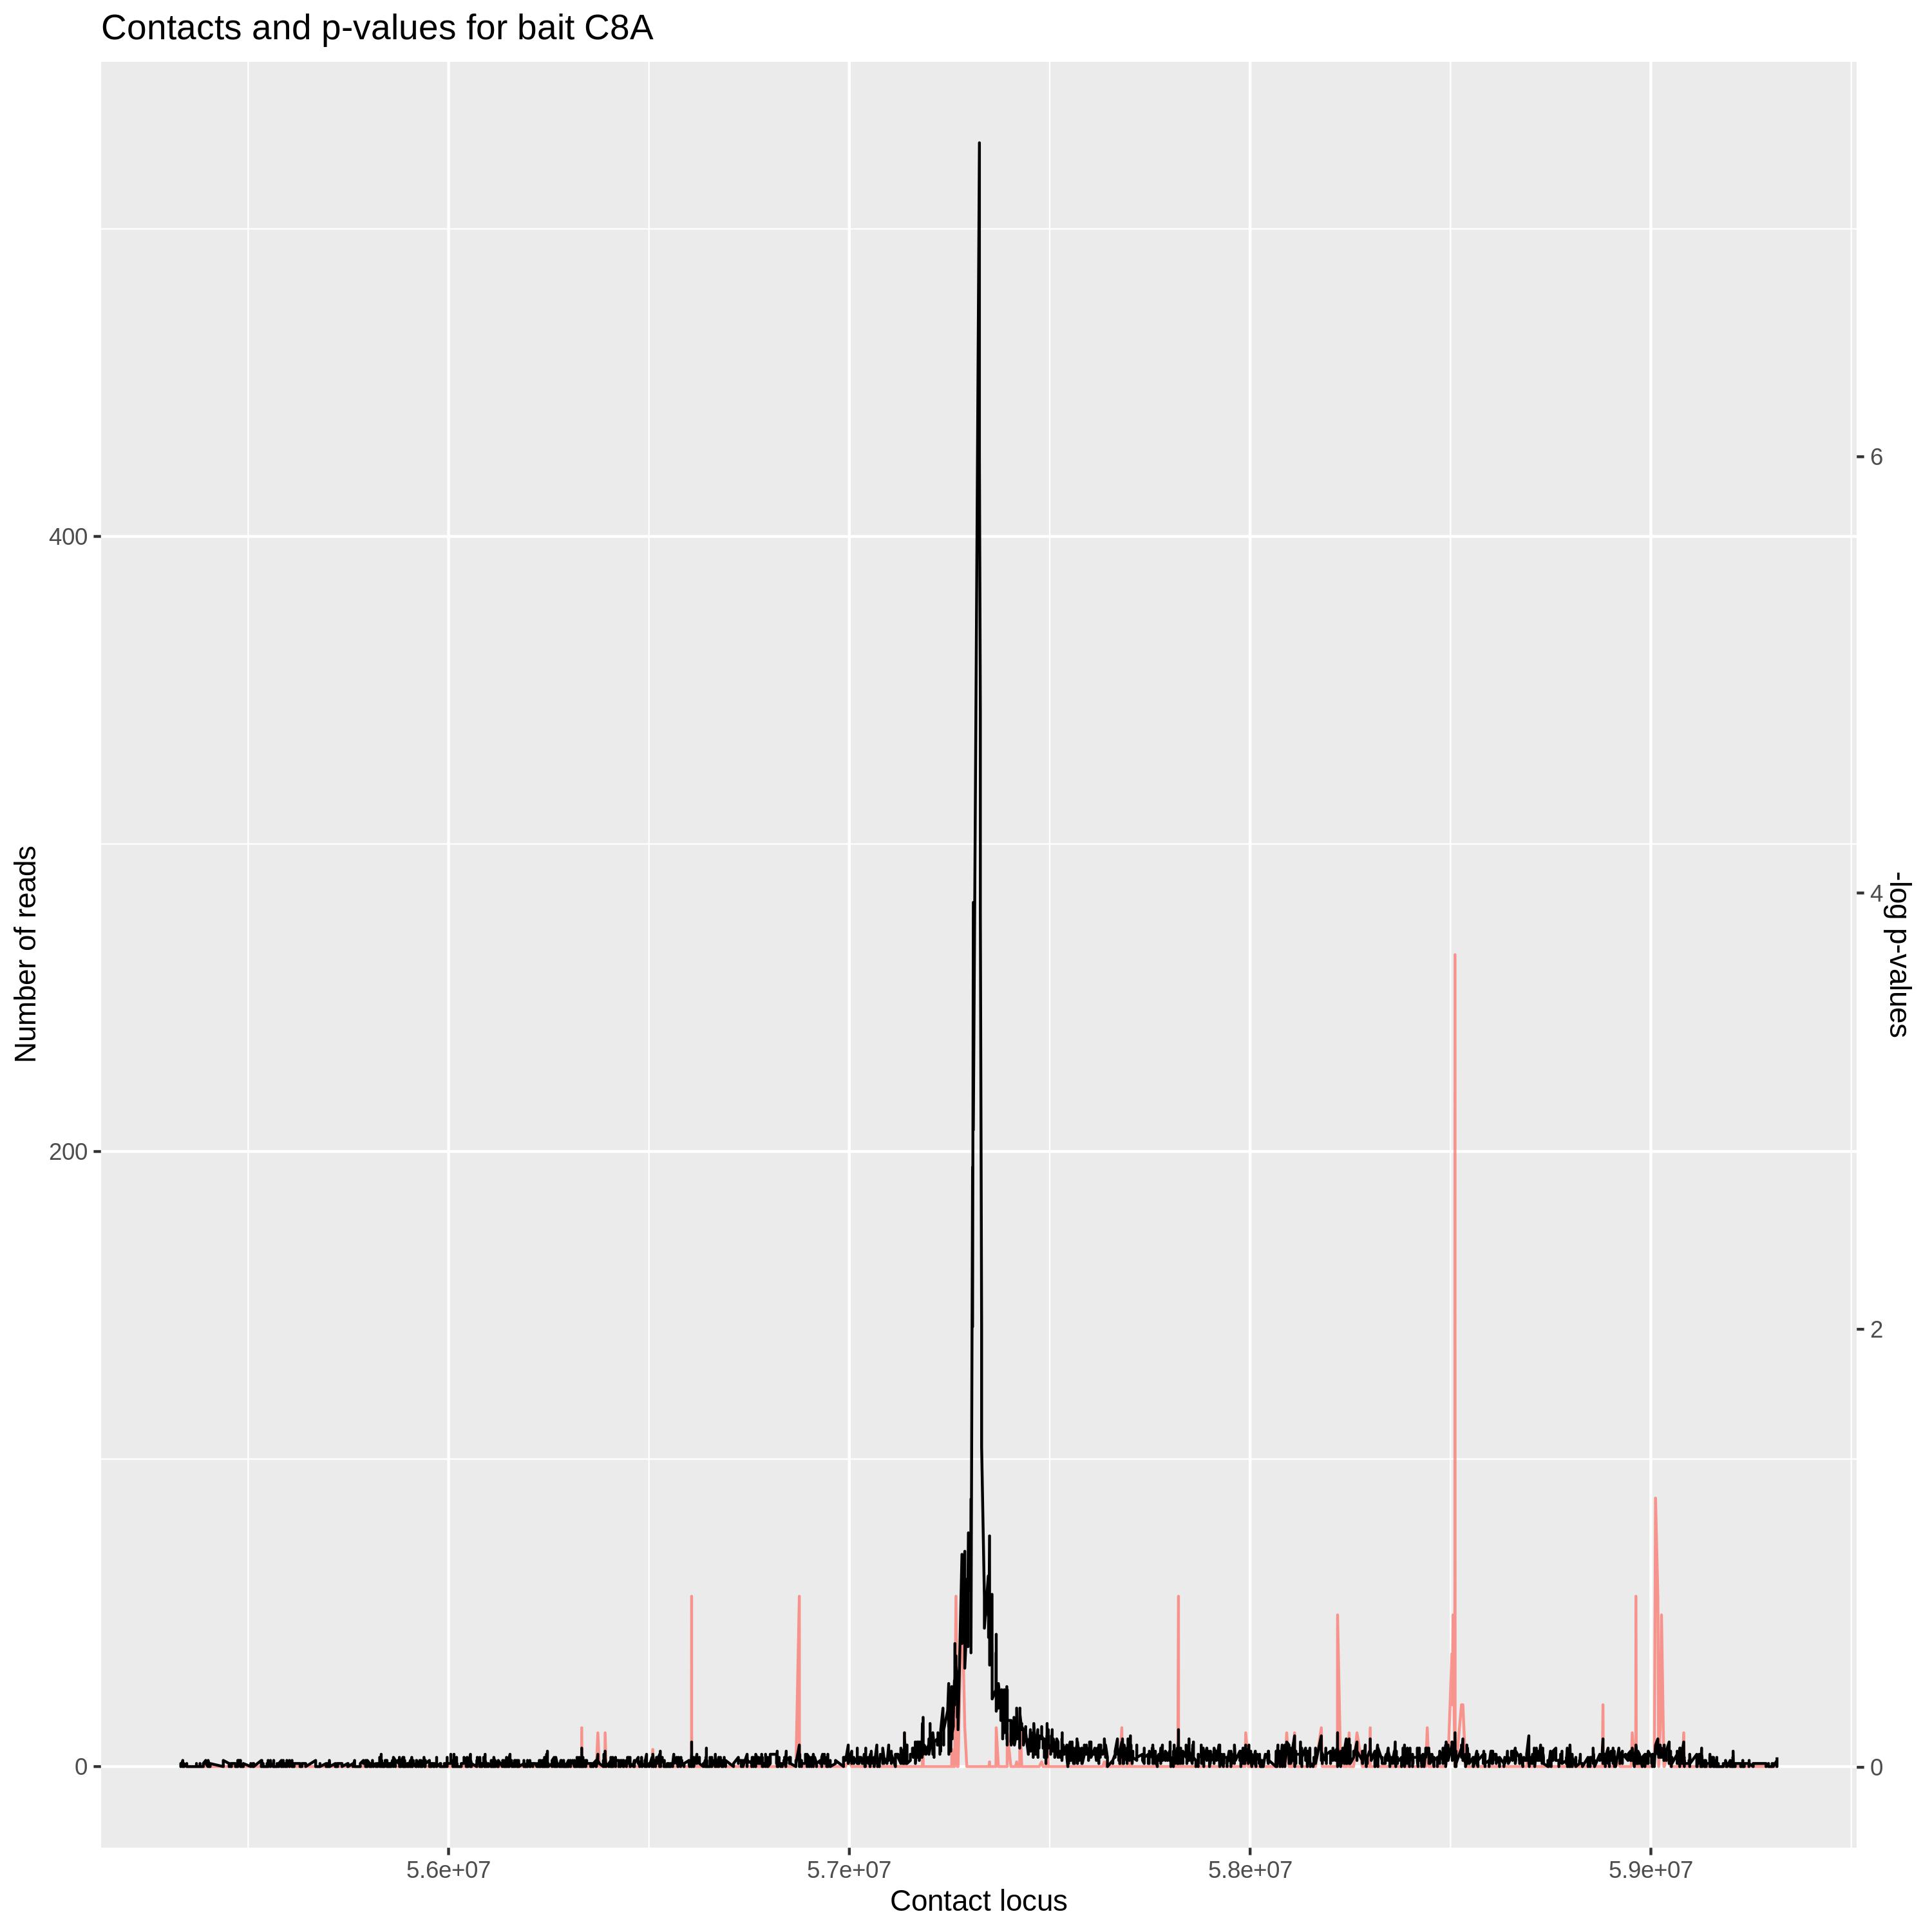 Contacts and p-values for bait C8A
Number of reads
400
200
0
6
4
2
0
-log p-values
5.6e+07
5.7e+07
5.8e+07
5.9e+07
Contact locus